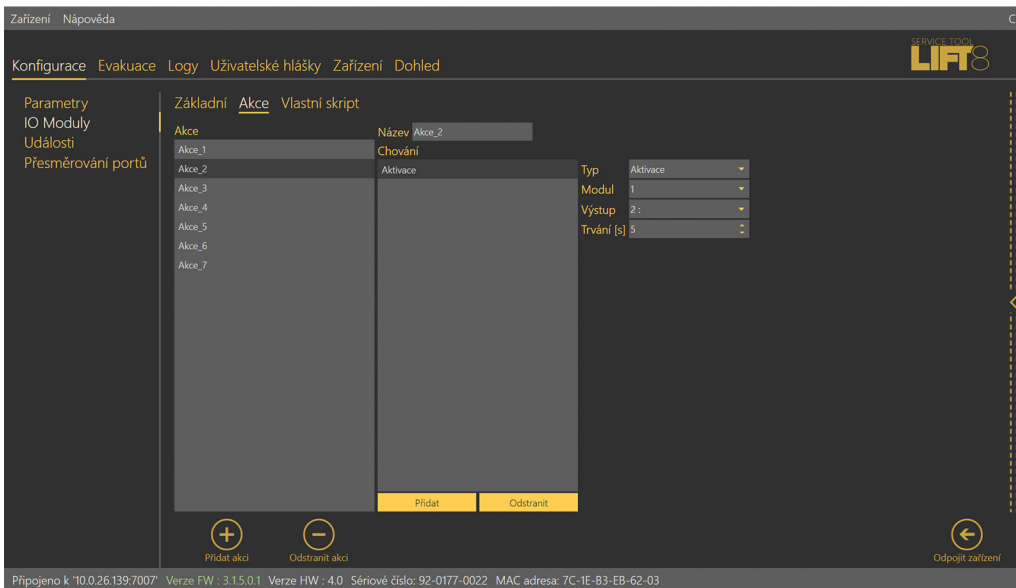 Zařízení Nápověda C
SERVICE TOOL
LIFT8
Konfigurace Evakuace Logy Uživatelské hlášky Zařízení Dohled
Parametry
IO Moduly
Události
Přesměrování portů
Základní Akce Vlastní skript
Akce
Akce_1
Akce_2
Akce_3
Akce_4
Akce_5
Akce_6
Akce_7
Název Akce_2
Chování
Aktivace
Typ Aktivace
Modul 1
Výstup 2 :
Trvání [s] 5
Přidat Odstranit
Přidat akci Odstranit akci
Odpojit zařízení
Připojeno k '10.0.26.139:7007' Verze FW : 3.1.5.0.1 Verze HW : 4.0 Sériové číslo: 92-0177-0022 MAC adresa: 7C-1E-B3-EB-62-03